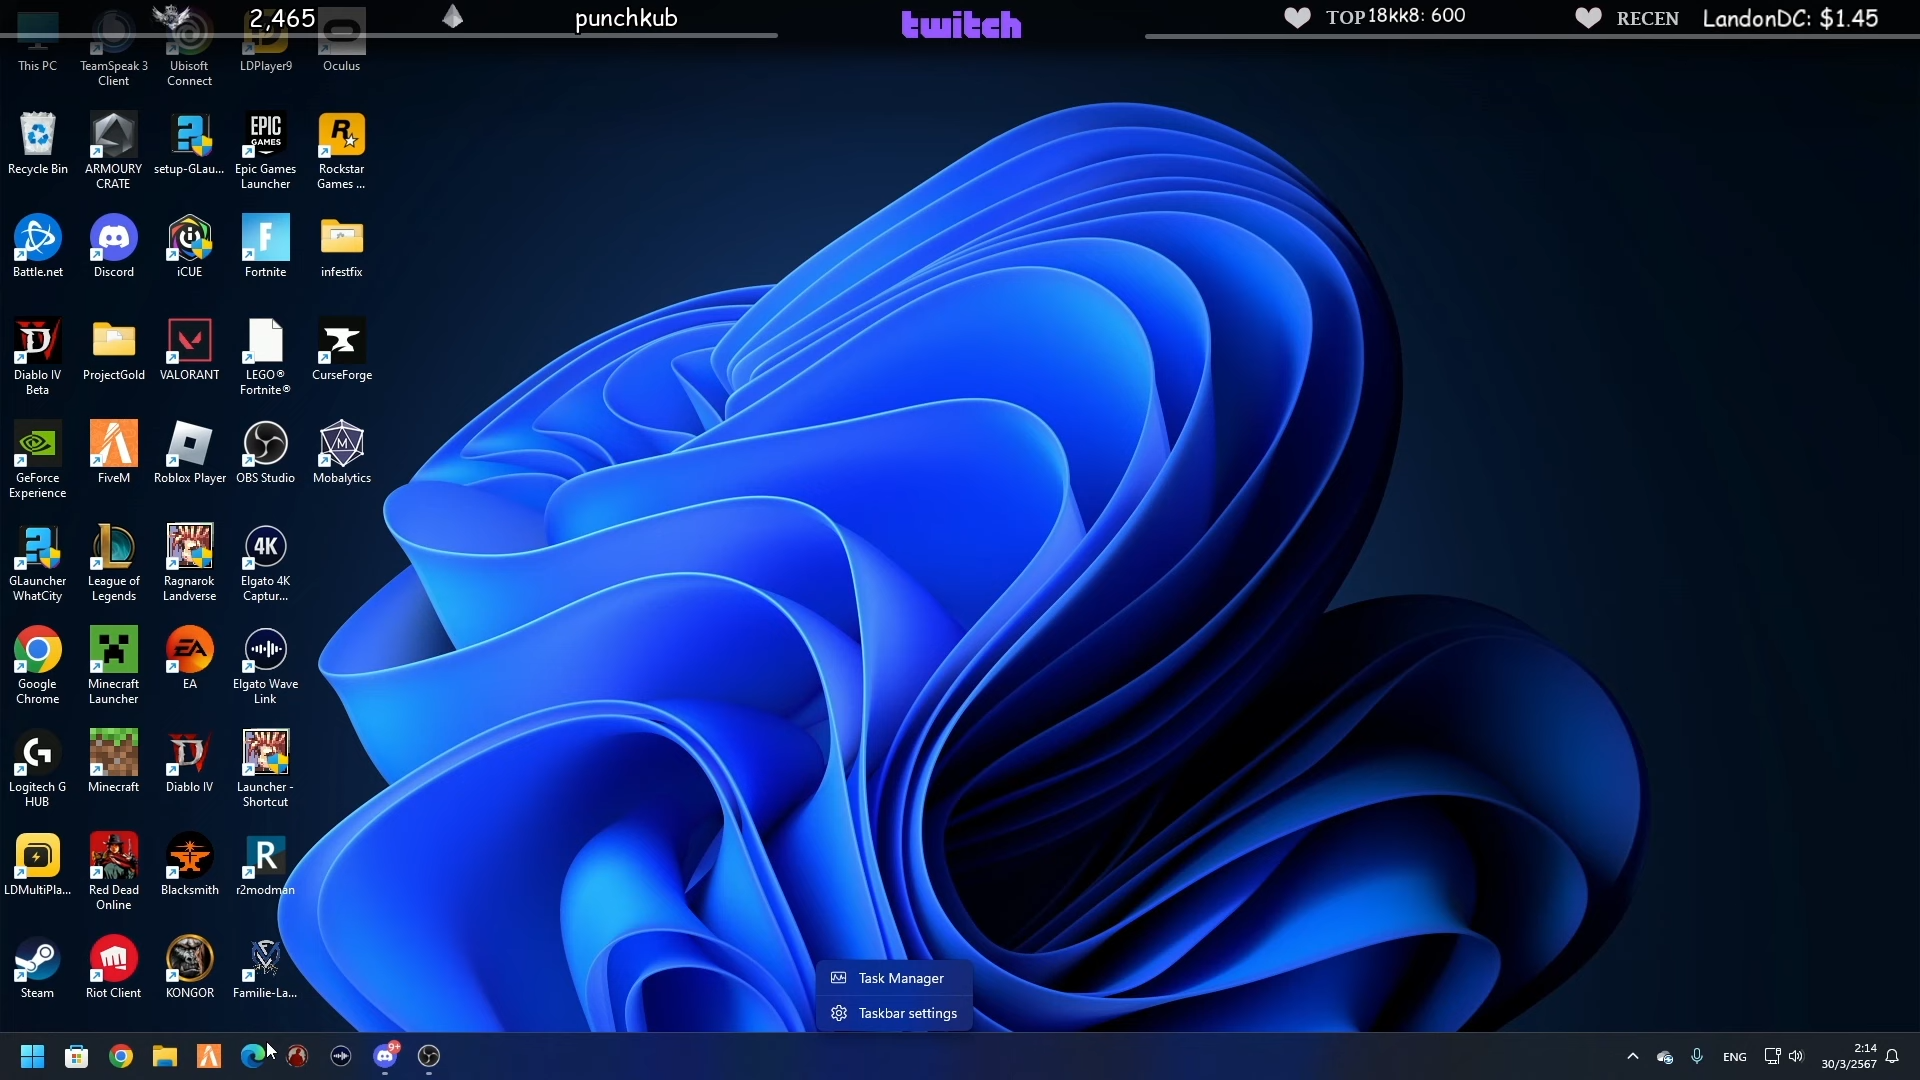 2,465
punchkub
twitch
TOP 18kk8: 600
RECEN LandonDC: $1.45
This PC
TeamSpeak 3
Client
Ubisoft
Connect
LDPlayer9
Oculus
Recycle Bin
ARMOURY
CRATE
setup-GLau...
EPIC
GAMES
Epic Games
Launcher
Rockstar
Games ...
Battle.net
Discord
iCUE
Fortnite
infestfix
Diablo IV
Beta
ProjectGold
VALORANT
LEGO®
Fortnite®
CurseForge
GeForce
Experience
FiveM
Roblox Player
OBS Studio
Mobalytics
GLauncher
WhatCity
League of
Legends
Ragnarok
Landverse
4K
Elgato 4K
Captur...
Google
Chrome
Minecraft
Launcher
EA
EA
Elgato Wave
Link
Logitech G
HUB
Minecraft
Diablo IV
Launcher -
Shortcut
LDMultiPla...
Red Dead
Online
Blacksmith
R
r2modman
Steam
Riot Client
KONGOR
Familie-La...
Task Manager
Taskbar settings
9+
ENG
2:14
30/3/2567